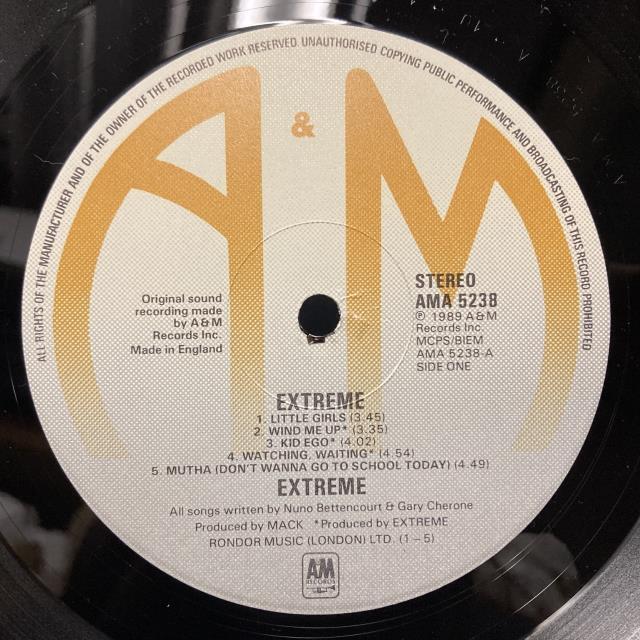 ALL RIGHTS OF THE MANUFACTURER AND OF THE OWNER OF THE RECORDED WORK RESERVED. UNAUTHORISED COPYING PUBLIC PERFORMANCE AND BROADCASTING OF THIS RECORD PROHIBITED
A & M
Original sound
recording made
by A & M
Records Inc.
Made in England
STEREO
AMA 5238
℗ 1989 A & M
Records Inc.
MCPS/BIEM
AMA 5238-A
SIDE ONE
EXTREME
1. LITTLE GIRLS (3.45)
2. WIND ME UP* (3.35)
3. KID EGO* (4.02)
4. WATCHING, WAITING* (4.54)
5. MUTHA (DON'T WANNA GO TO SCHOOL TODAY) (4.49)
EXTREME
All songs written by Nuno Bettencourt & Gary Cherone
Produced by MACK *Produced by EXTREME
RONDOR MUSIC (LONDON) LTD. (1 – 5)
AM
RECORDS